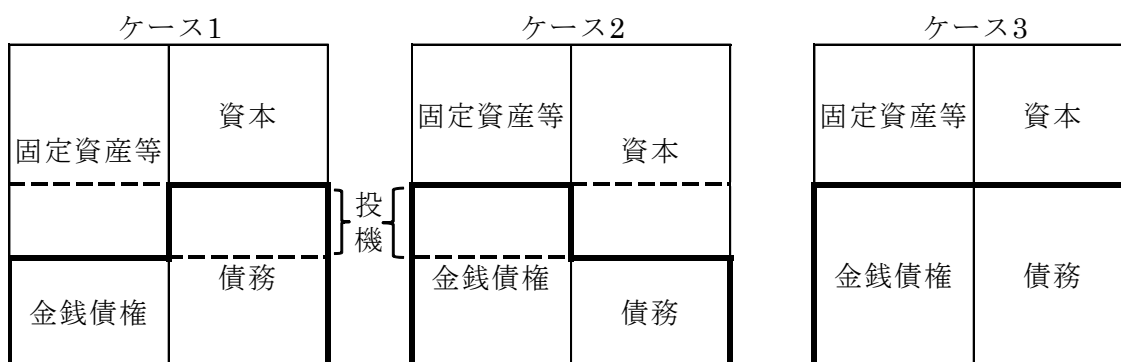 ケース1
ケース2
ケース3
資本
固定資産等
債務
金銭債権
投機
固定資産等
資本
金銭債権
債務
固定資産等
資本
金銭債権
債務